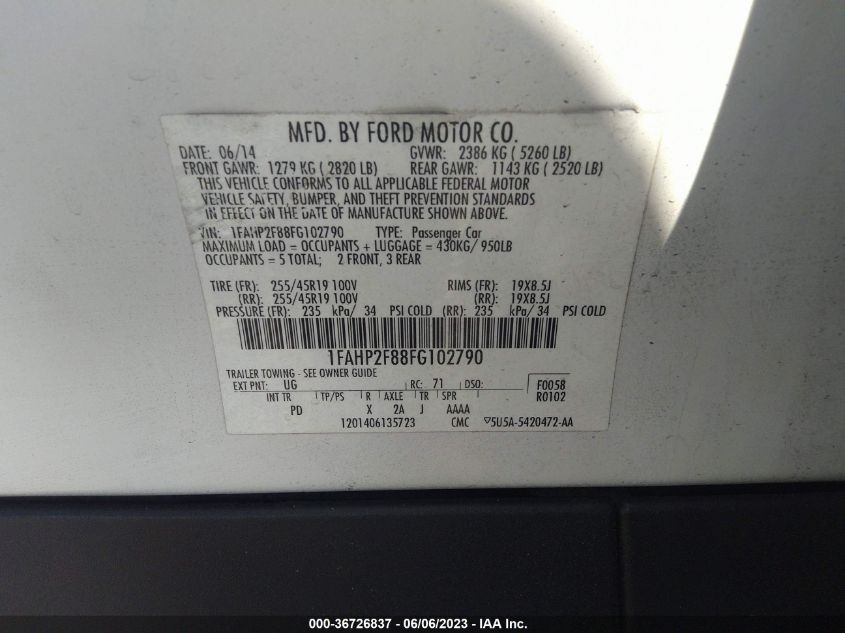 MFD. BY FORD MOTOR CO.
DATE: 06/14 GVWR: 2386 KG ( 5260 LB)
FRONT GAWR: 1279 KG ( 2820 LB) REAR GAWR: 1143 KG ( 2520 LB)
THIS VEHICLE CONFORMS TO ALL APPLICABLE FEDERAL MOTOR
VEHICLE SAFETY, BUMPER, AND THEFT PREVENTION STANDARDS
IN EFFECT ON THE DATE OF MANUFACTURE SHOWN ABOVE.
VIN: 1FAHP2F88FG102790 TYPE: Passenger Car
MAXIMUM LOAD = OCCUPANTS + LUGGAGE = 430KG/ 950LB
OCCUPANTS = 5 TOTAL; 2 FRONT, 3 REAR
TIRE (FR): 255/45R19 100V RIMS (FR): 19X8.5J
(RR): 255/45R19 100V (RR): 19X8.5J
PRESSURE (FR): 235 kPa/ 34 PSI COLD (RR): 235 kPa/ 34 PSI COLD
1FAHP2F88FG102790
TRAILER TOWING - SEE OWNER GUIDE
EXT PNT: UG RC: 71 DSO: F0058
INT TR TP/PS R AXLE TR SPR R0102
PD X 2A J AAAA
1201406135723 CMC ▽5U5A-5420472-AA
000-36726837 - 06/06/2023 - IAA Inc.